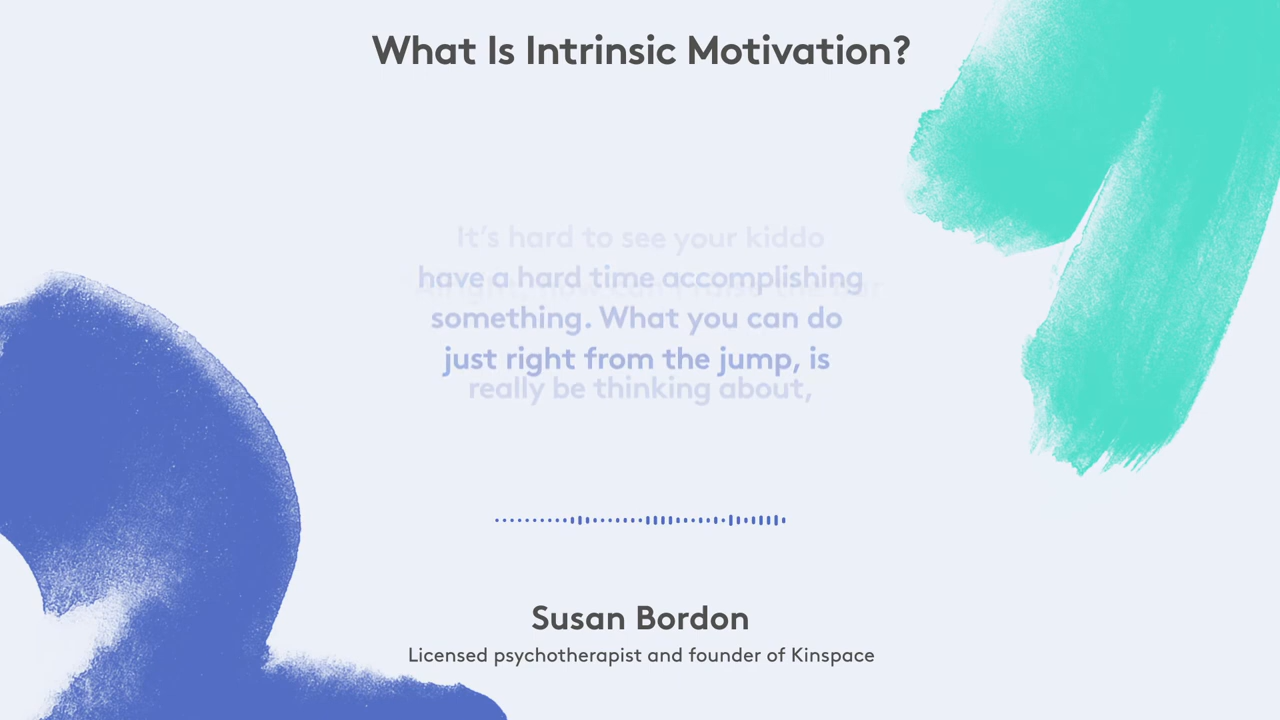 What Is Intrinsic Motivation?
It's hard to see your kiddo
have a hard time accomplishing
something. What you can do
just right from the jump, is
really be thinking about,
Susan Bordon
Licensed psychotherapist and founder of Kinspace